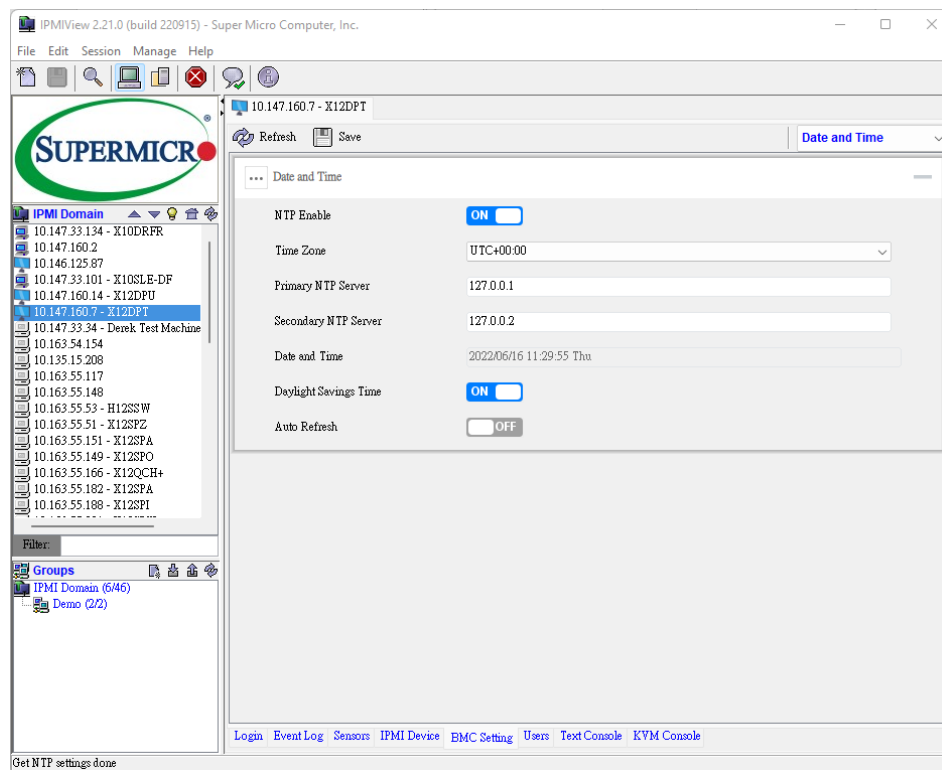 IPMIView 2.21.0 (build 220915) - Super Micro Computer, Inc.
File Edit Session Manage Help
SUPERMICRO
®
IPMI Domain
10.147.33.134 - X10DRFR
10.147.160.2
10.146.125.87
10.147.33.101 - X10SLE-DF
10.147.160.14 - X12DPU
10.147.160.7 - X12DPT
10.147.33.34 - Derek Test Machine
10.163.54.154
10.135.15.208
10.163.55.117
10.163.55.148
10.163.55.53 - H12SSW
10.163.55.51 - X12SPZ
10.163.55.151 - X12SPA
10.163.55.149 - X12SPO
10.163.55.166 - X12QCH+
10.163.55.182 - X12SPA
10.163.55.188 - X12SPI
Filter:
Groups
IPMI Domain (6/46)
Demo (2/2)
10.147.160.7 - X12DPT
Refresh Save Date and Time
... Date and Time
NTP Enable ON
Time Zone UTC+00:00
Primary NTP Server 127.0.0.1
Secondary NTP Server 127.0.0.2
Date and Time 2022/06/16 11:29:55 Thu
Daylight Savings Time ON
Auto Refresh OFF
Login Event Log Sensors IPMI Device BMC Setting Users Text Console KVM Console
Get NTP settings done